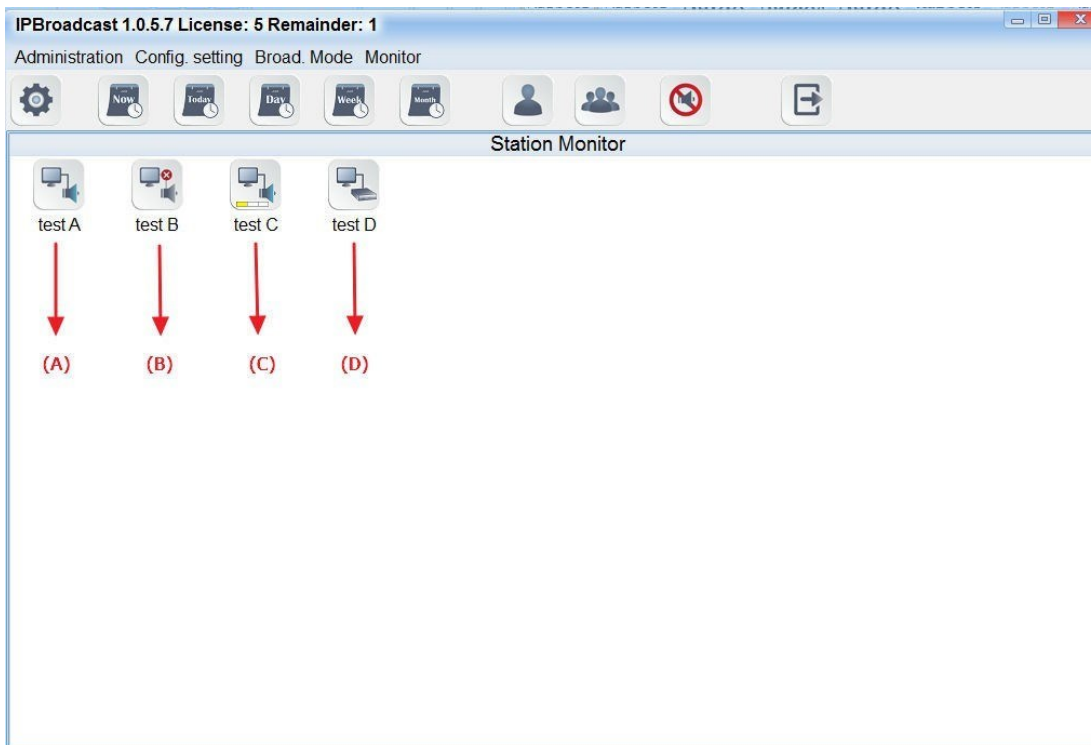 IPBroadcast 1.0.5.7 License: 5 Remainder: 1
Administration Config. setting Broad. Mode Monitor
Now Today Day Week Month
Station Monitor
test A test B test C test D
(A) (B) (C) (D)